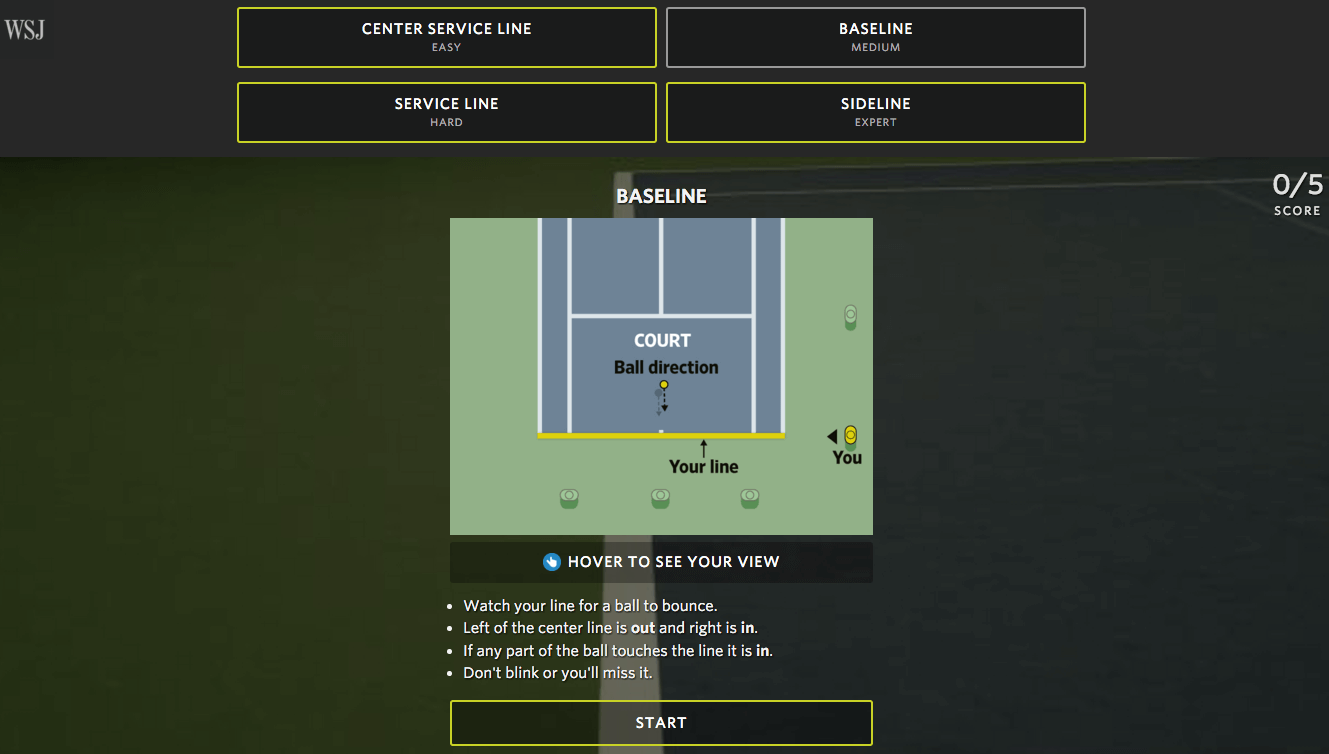 WSJ
CENTER SERVICE LINE
EASY
BASELINE
MEDIUM
SERVICE LINE
HARD
SIDELINE
EXPERT
0/5
SCORE
BASELINE
COURT
Ball direction
Your line
You
HOVER TO SEE YOUR VIEW
• Watch your line for a ball to bounce.
• Left of the center line is out and right is in.
• If any part of the ball touches the line it is in.
• Don't blink or you'll miss it.
START